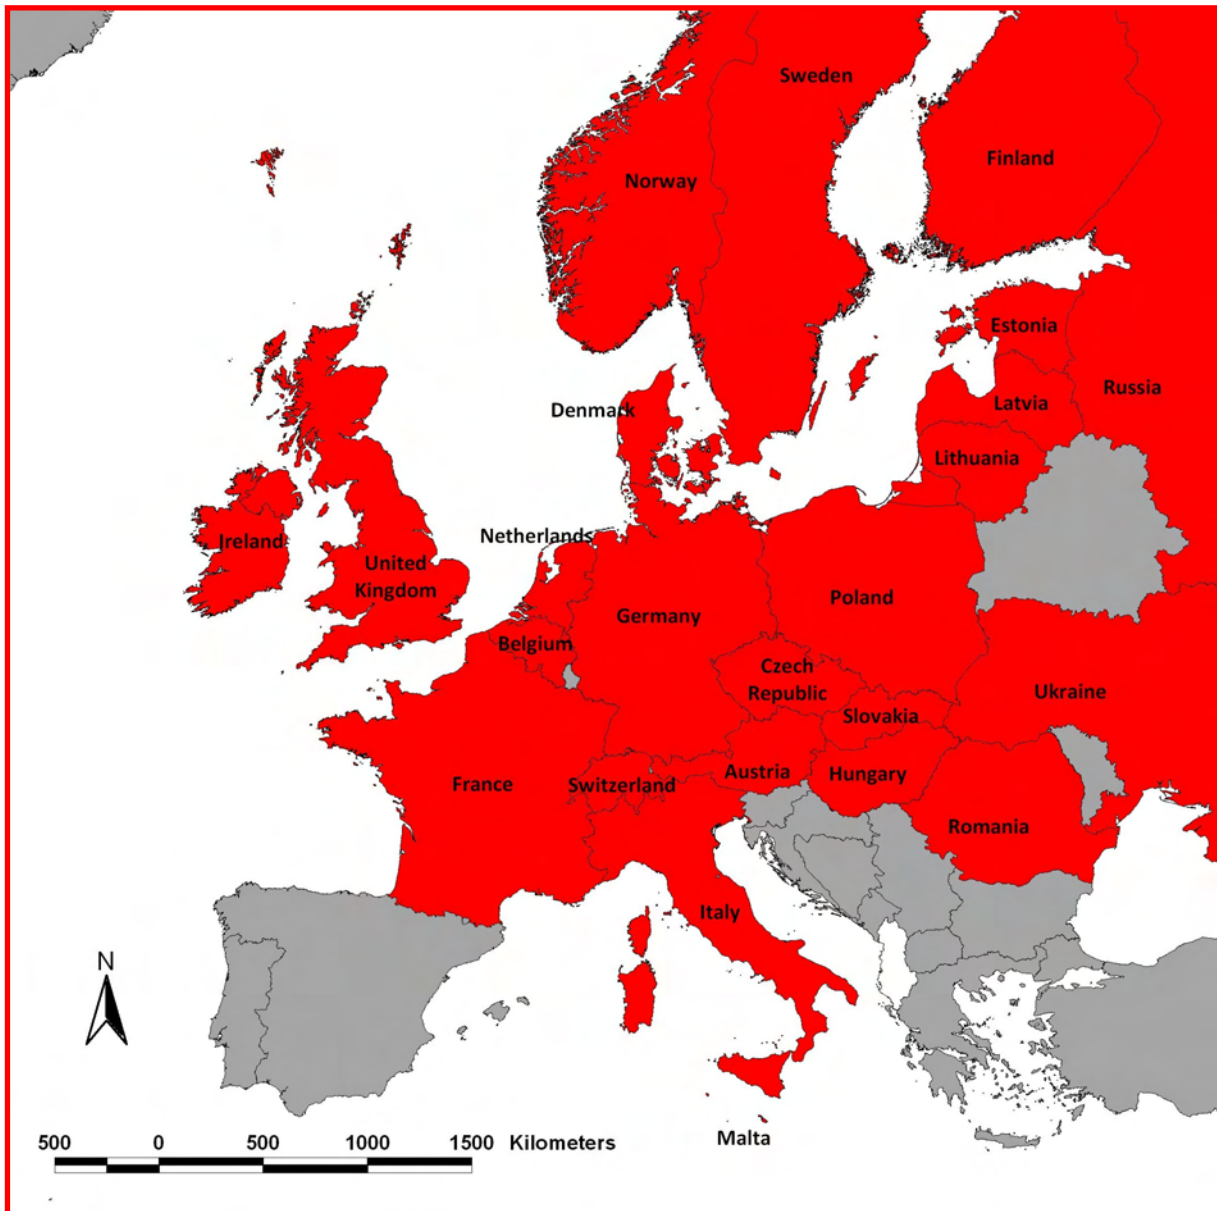 Sweden
Finland
Norway
Estonia
Russia
Latvia
Denmark
Lithuania
Netherlands
Ireland
United
Kingdom
Poland
Germany
Belgium
Czech
Republic
Ukraine
Slovakia
France
Switzerland
Austria
Hungary
Romania
Italy
N
Malta
500 0 500 1000 1500 Kilometers